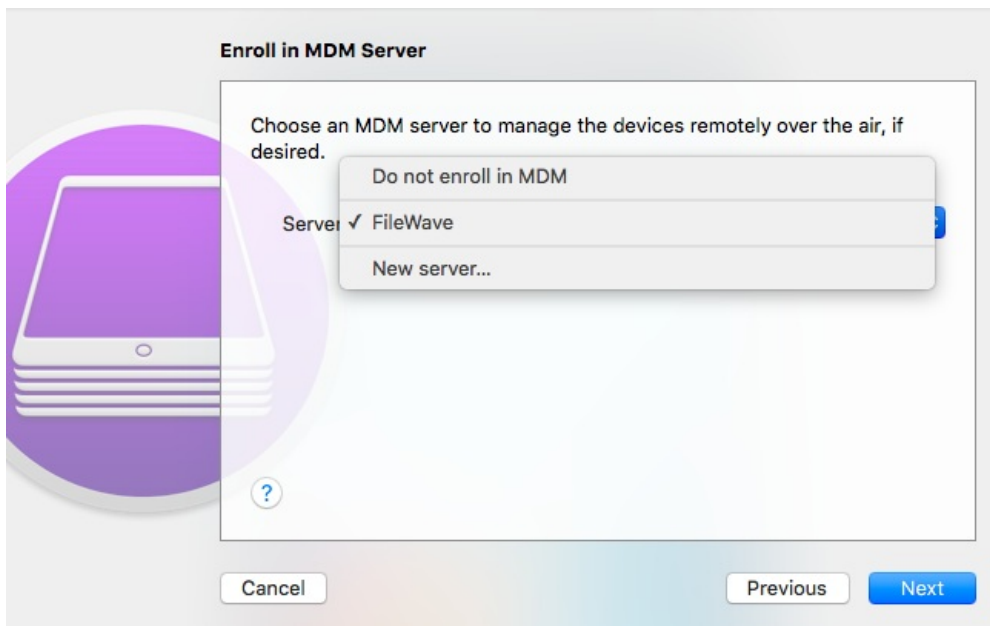 Enroll in MDM Server
Choose an MDM server to manage the devices remotely over the air, if
desired.
Do not enroll in MDM
Server ✓ FileWave
New server...
?
Cancel Previous Next